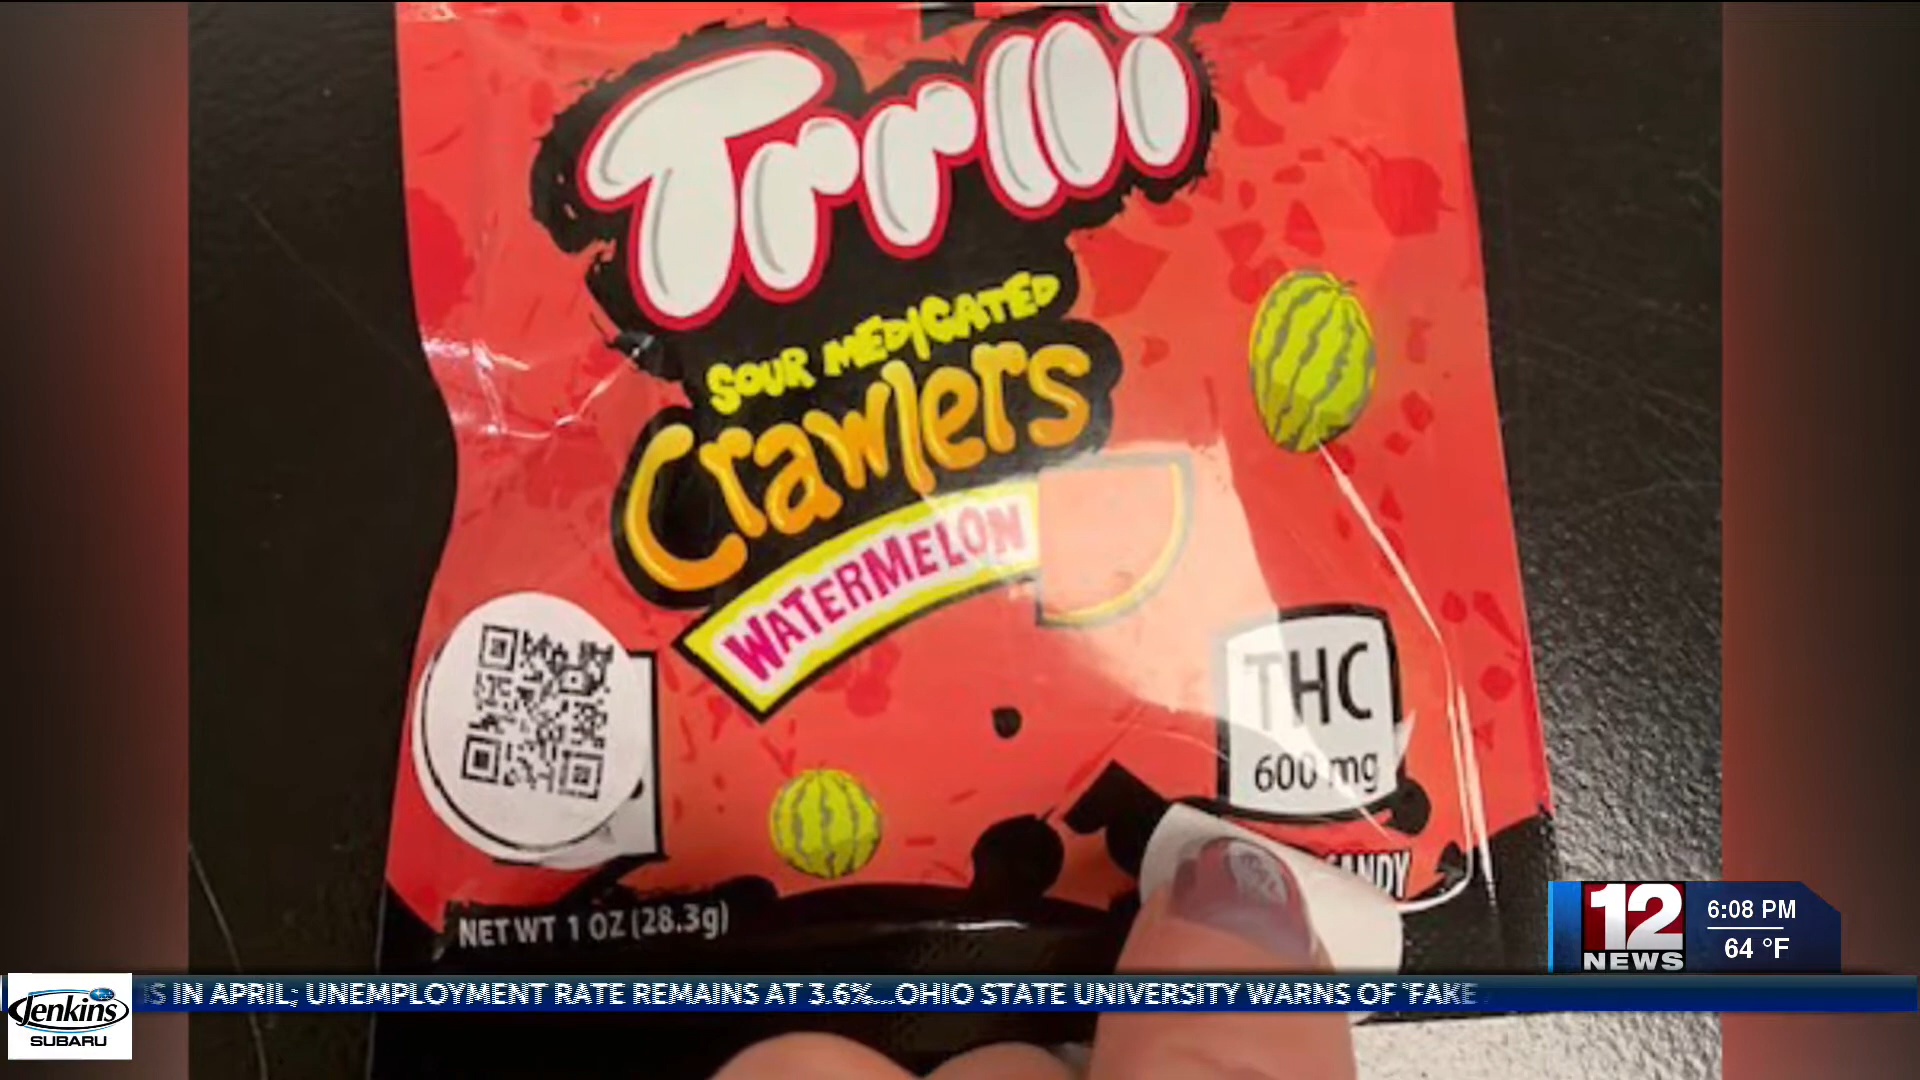 Trrlli
SOUR MEDICATED
Crawlers
WATERMELON
THC
600 mg
NET WT 1 OZ (28.3g)
12
NEWS
6:08 PM
64 °F
Jenkins
SUBARU
IN APRIL; UNEMPLOYMENT RATE REMAINS AT 3.6%...OHIO STATE UNIVERSITY WARNS OF 'FAKE